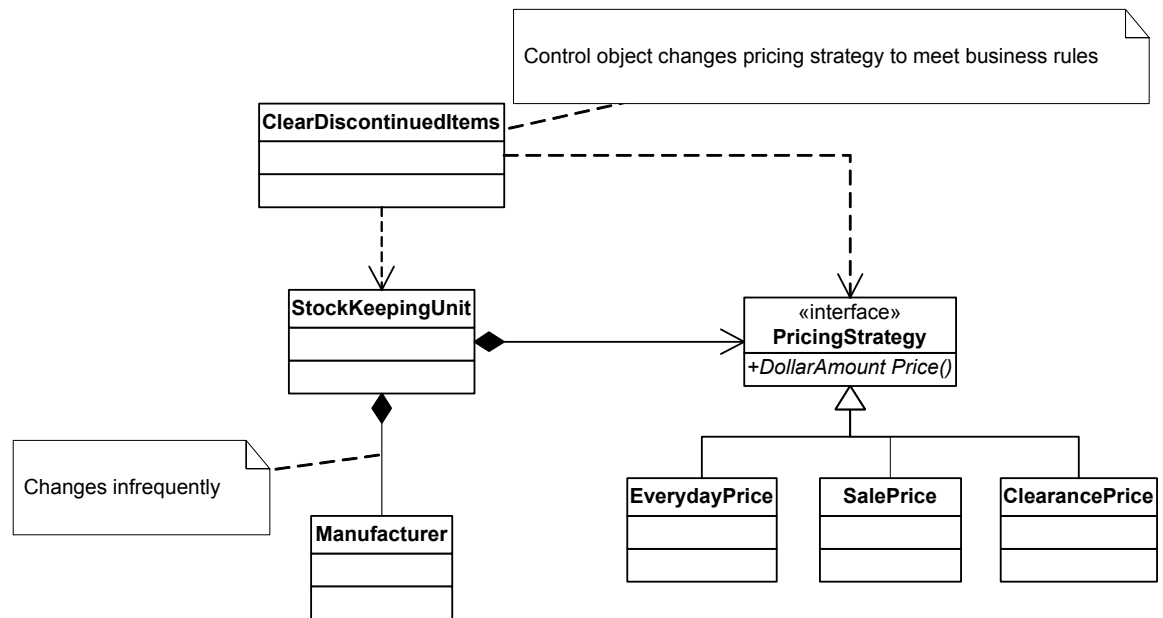 Control object changes pricing strategy to meet business rules
ClearDiscontinuedItems
StockKeepingUnit
«interface»
PricingStrategy
+DollarAmount Price()
Changes infrequently
EverydayPrice
SalePrice
ClearancePrice
Manufacturer